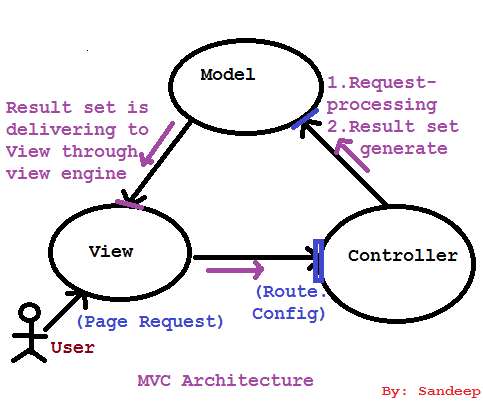 Model
1.Request-
processing
2.Result set
generate
Result set is
delivering to
View through
view engine
View
Controller
(Route.
Config)
(Page Request)
User
MVC Architecture
By: Sandeep